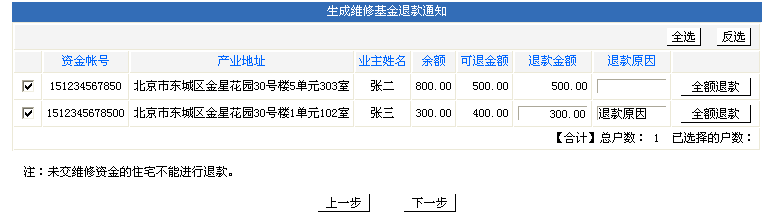 生成维修基金退款通知
全选 反选
资金帐号 产业地址 业主姓名 余额 可退金额 退款金额 退款原因
151234567850 北京市东城区金星花园30号楼5单元303室 张二 800.00 500.00 500.00 全额退款
1512345678500 北京市东城区金星花园30号楼1单元102室 张三 300.00 400.00 300.00 退款原因 全额退款
【合计】总户数： 1 已选择的户数：
注：未交维修资金的住宅不能进行退款。
上一步 下一步